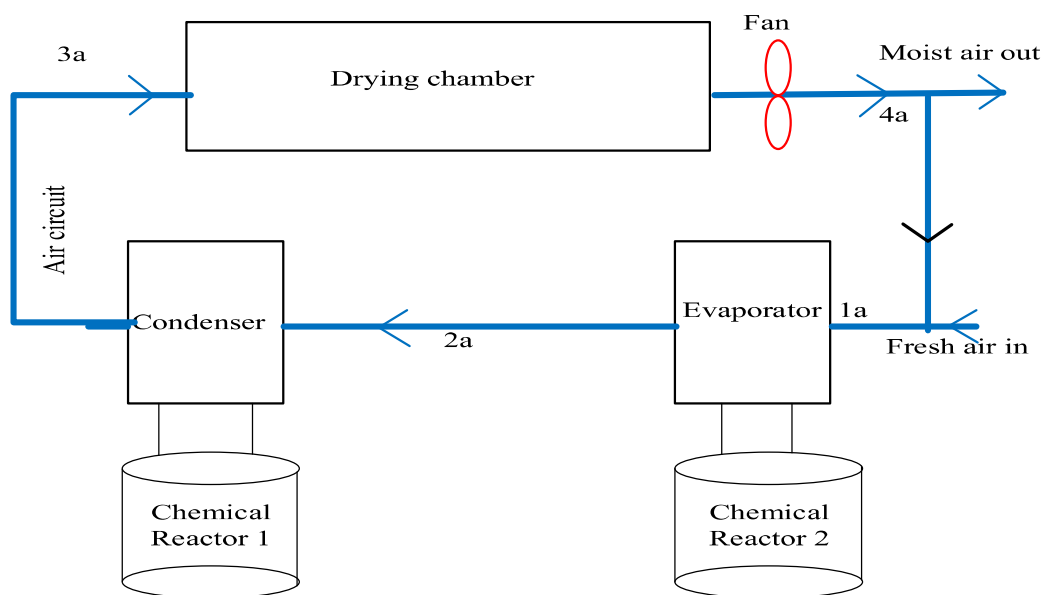 Fan
3a
Moist air out
Drying chamber
4a
Air circuit
Condenser
Evaporator
1a
2a
Fresh air in
Chemical
Reactor 1
Chemical
Reactor 2